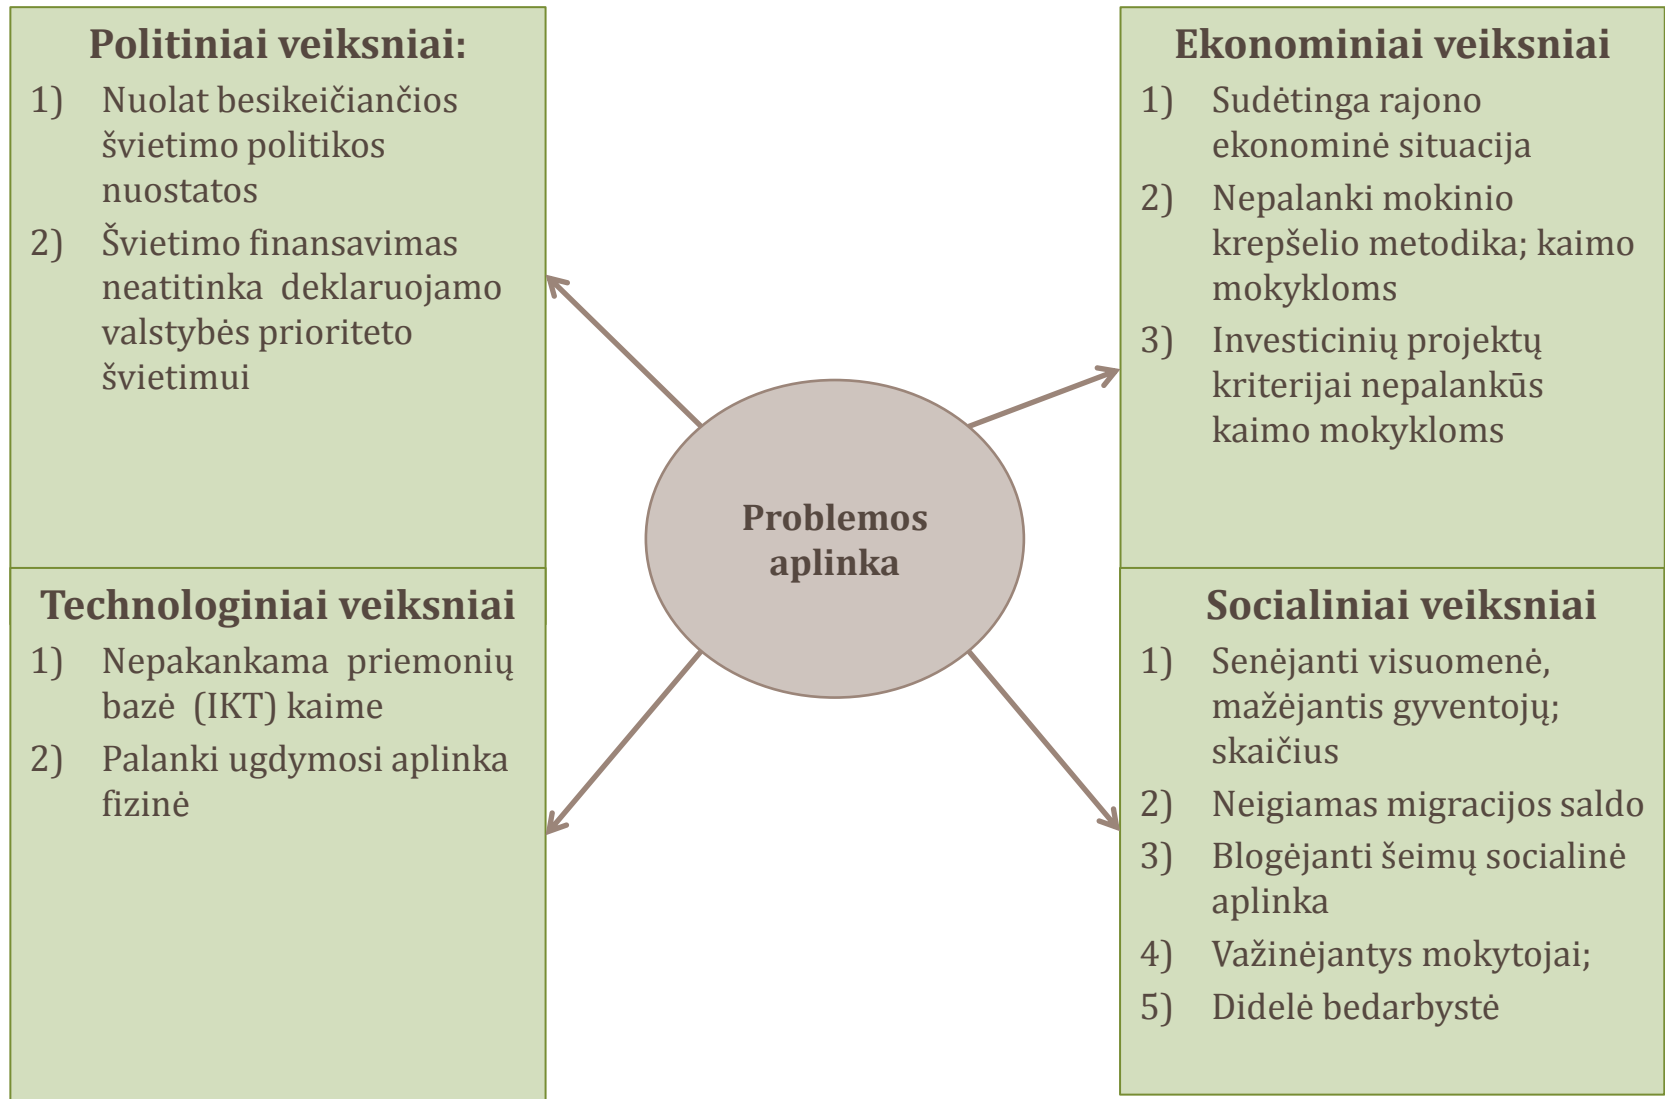 Politiniai veiksniai:
1) Nuolat besikeičiančios
švietimo politikos
nuostatos
2) Švietimo finansavimas
neatitinka deklaruojamo
valstybės prioriteto
švietimui
Ekonominiai veiksniai
1) Sudėtinga rajono
ekonominė situacija
2) Nepalanki mokinio
krepšelio metodika; kaimo
mokykloms
3) Investicinių projektų
kriterijai nepalankūs
kaimo mokykloms
Problemos
aplinka
Technologiniai veiksniai
1) Nepakankama priemonių
bazė (IKT) kaime
2) Palanki ugdymosi aplinka
fizinė
Socialiniai veiksniai
1) Senėjanti visuomenė,
mažėjantis gyventojų;
skaičius
2) Neigiamas migracijos saldo
3) Blogėjanti šeimų socialinė
aplinka
4) Važinėjantys mokytojai;
5) Didelė bedarbystė